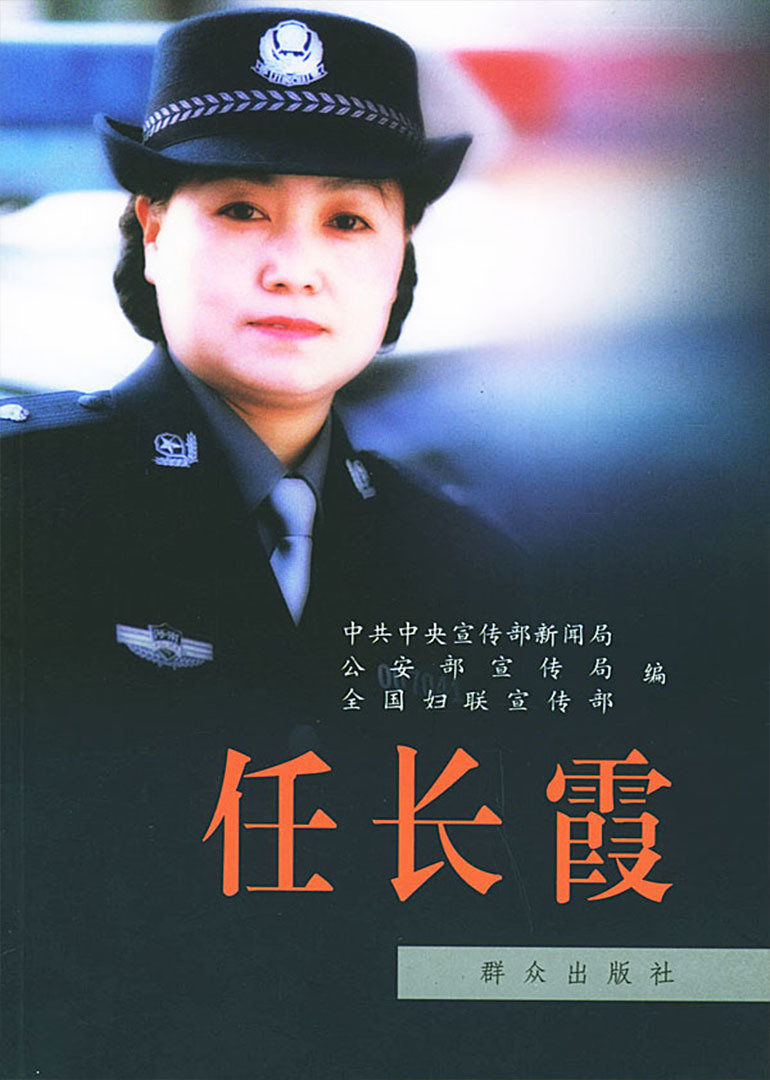 中共中央宣传部新闻局
公安部宣传局
编
全国妇联宣传部
任长霞
群众出版社